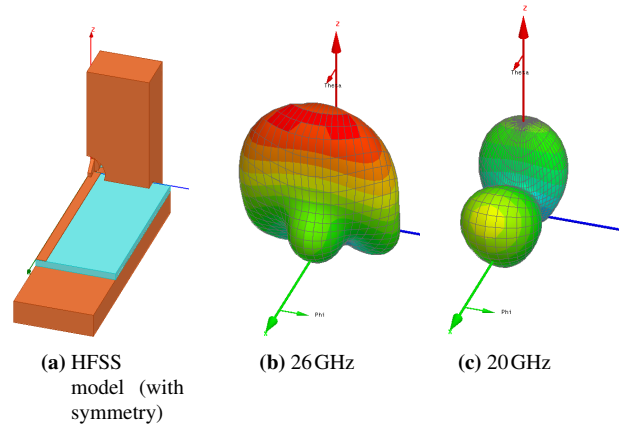 z
z
z
Theta
Theta
Phi
Phi
x
x
(a) HFSS
model (with
symmetry)
(b) 26 GHz
(c) 20 GHz